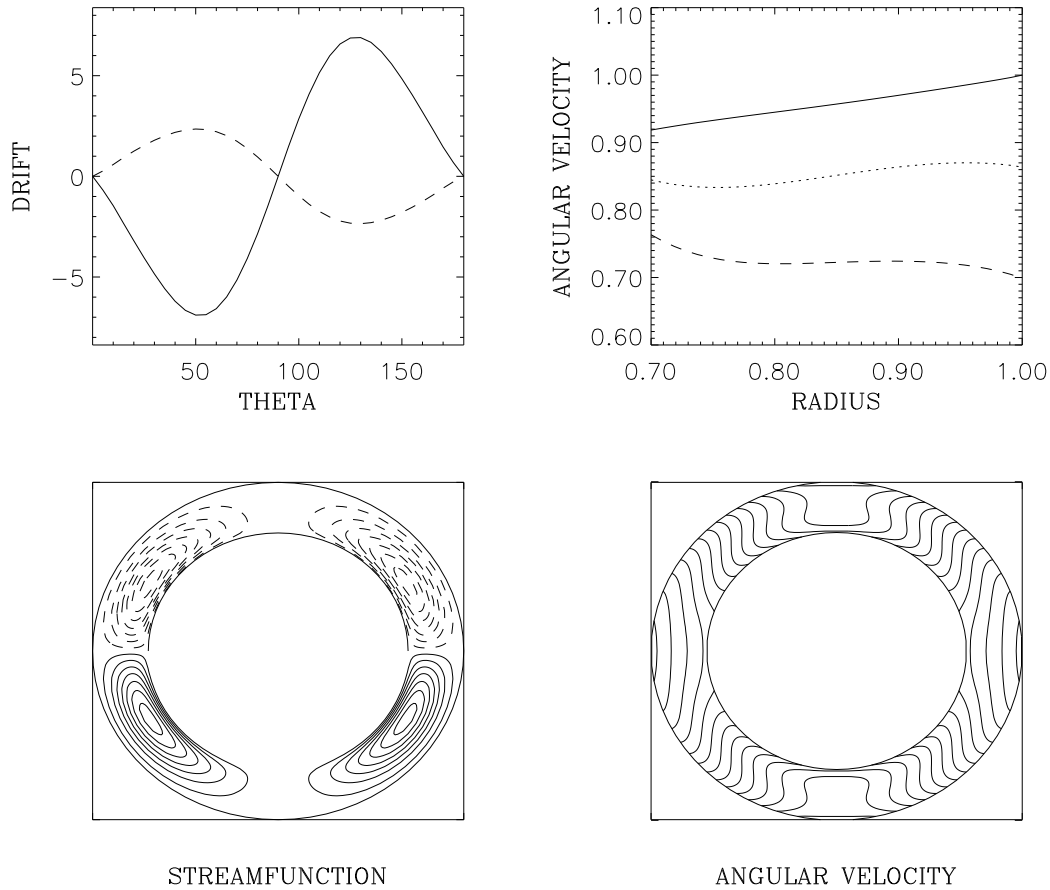 DRIFT
5
0
−5
50 100 150
THETA
ANGULAR VELOCITY
1.10
1.00
0.90
0.80
0.70
0.60
0.70 0.80 0.90 1.00
RADIUS
STREAMFUNCTION
ANGULAR VELOCITY